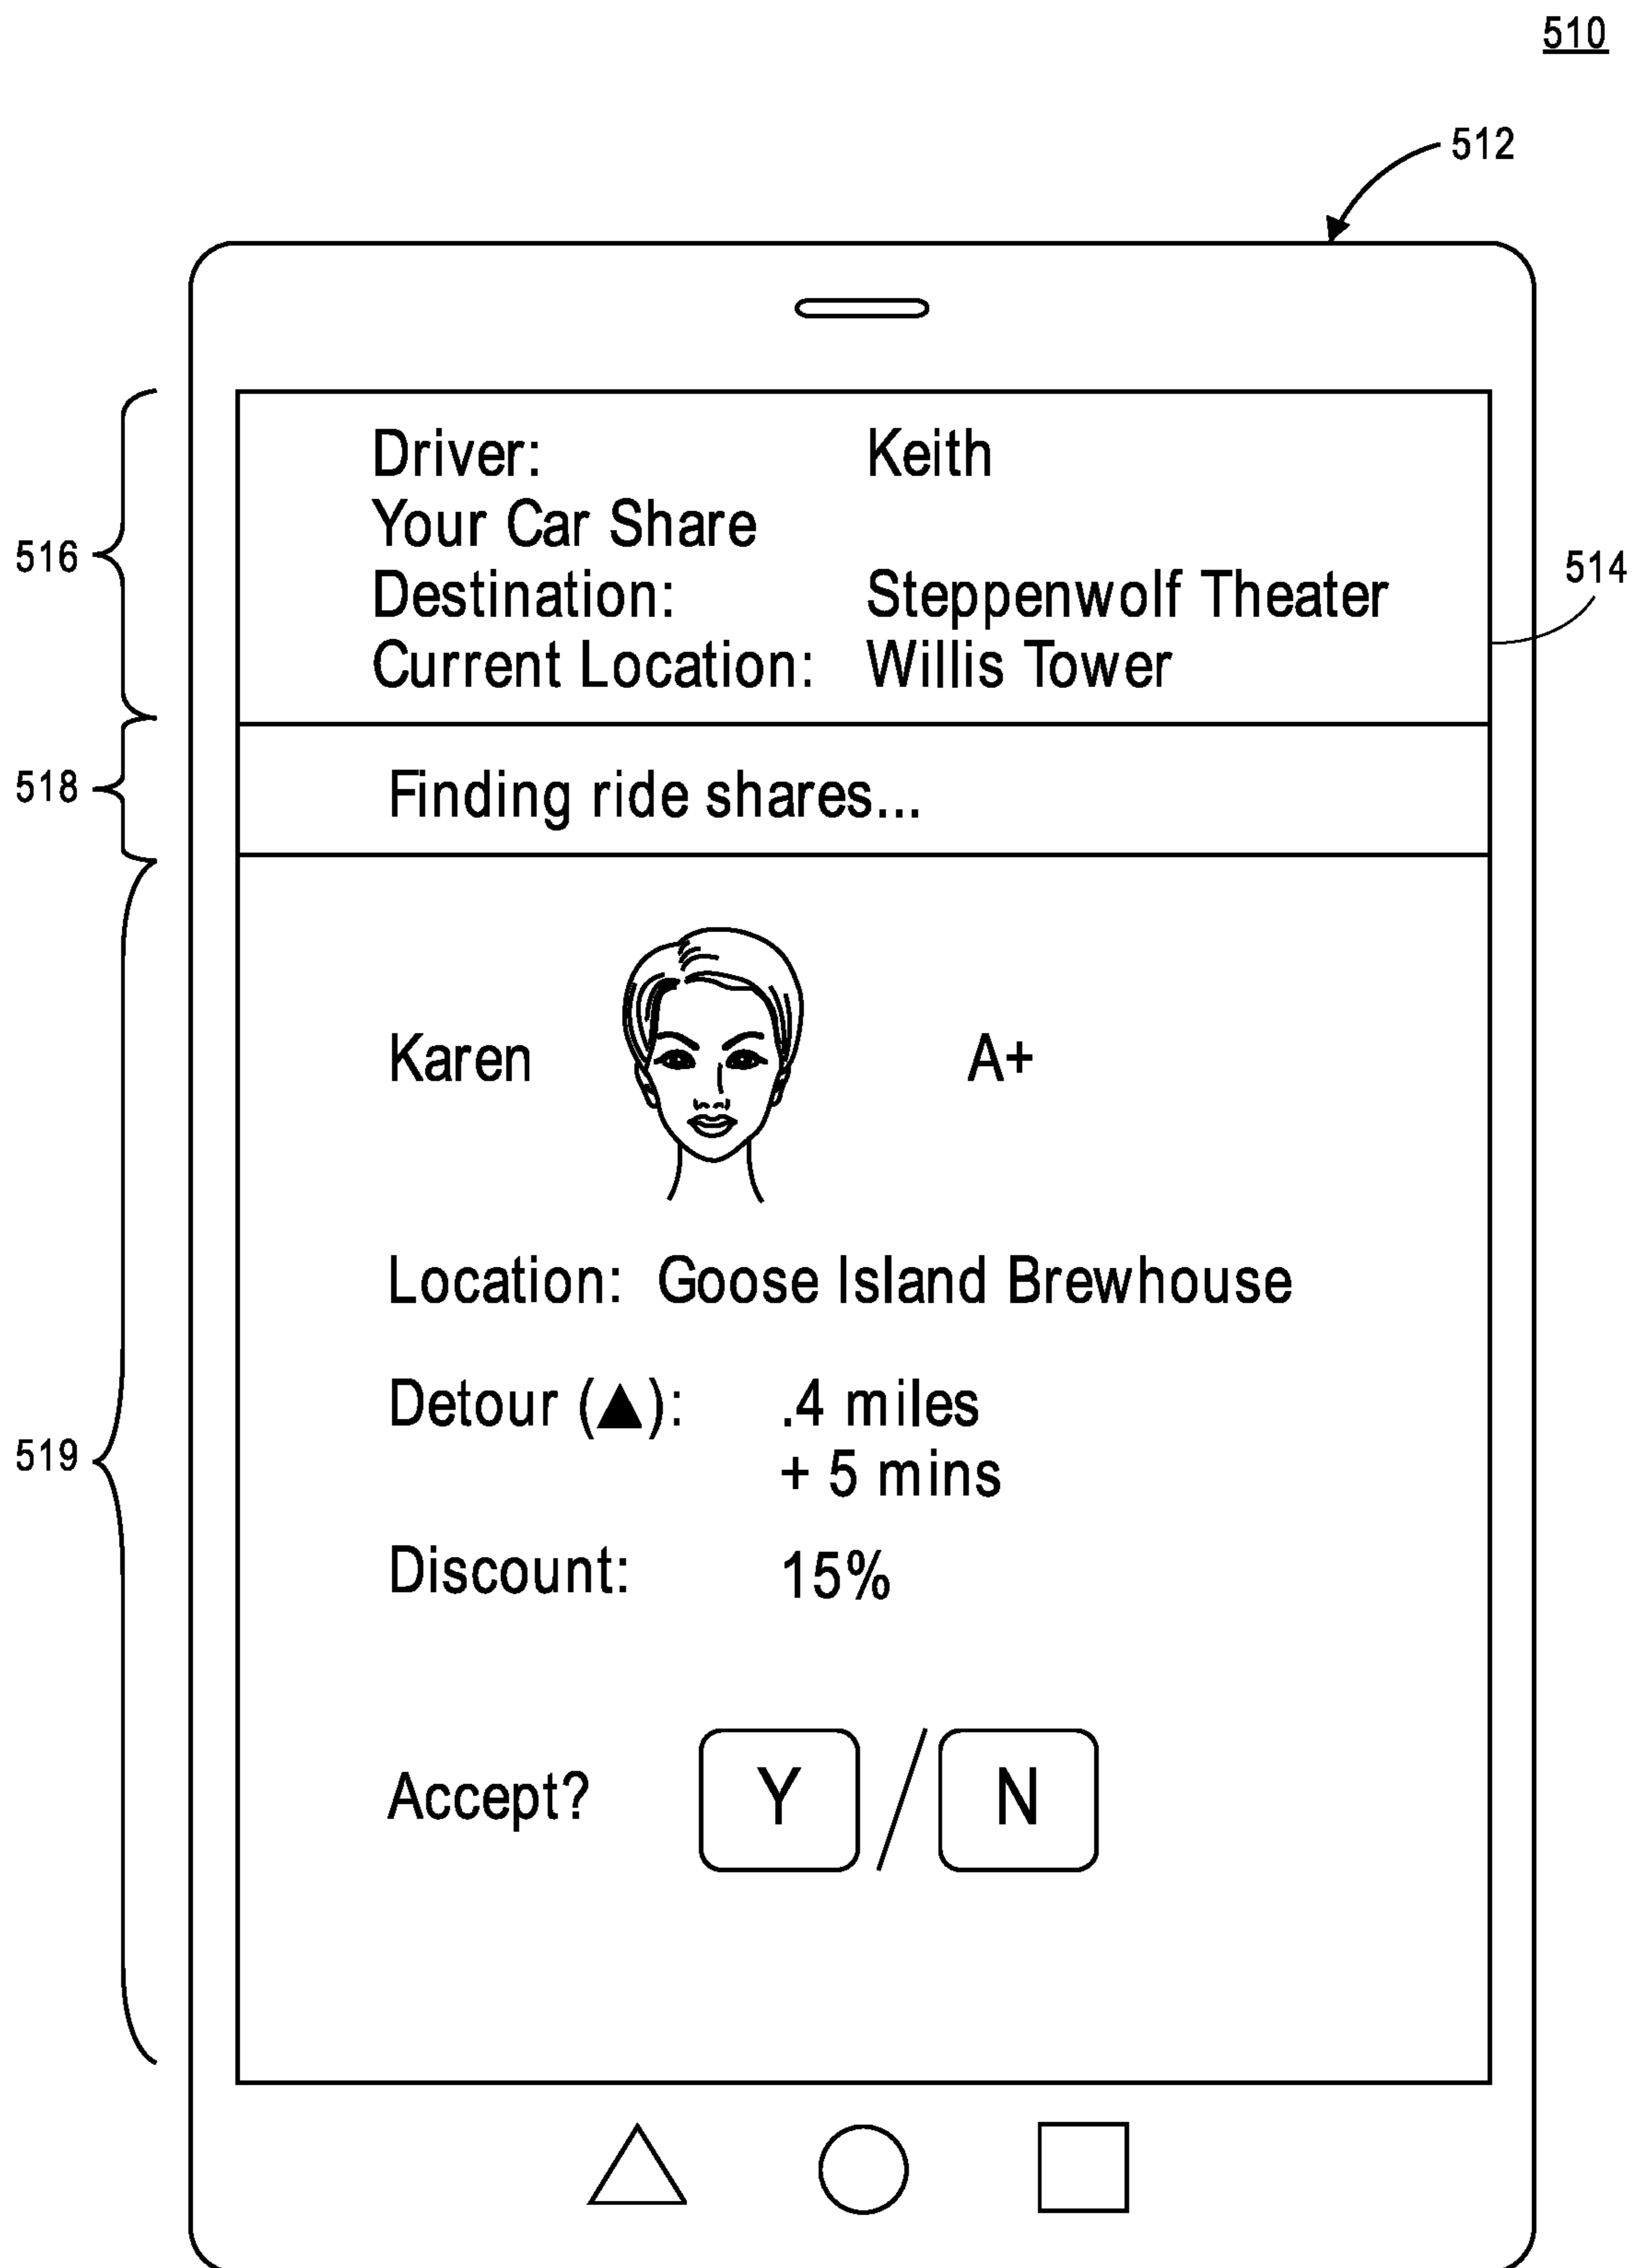 510
512
Driver: Keith
Your Car Share
516
514
Destination: Steppenwolf Theater
Current Location: Willis Tower
518
Finding ride shares...
Karen A+
Location: Goose Island Brewhouse
Detour (▲): .4 miles
+ 5 mins
519
Discount: 15%
Accept? Y / N